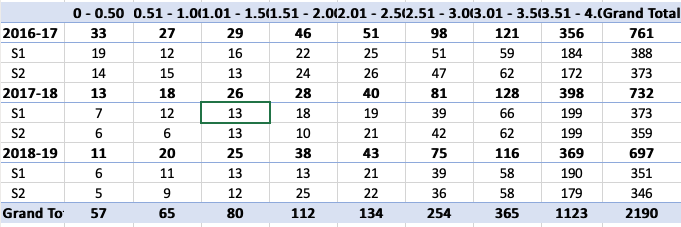 0 - 0.50 0.51 - 1.0( 1.01 - 1.5( 1.51 - 2.0( 2.01 - 2.5( 2.51 - 3.0( 3.01 - 3.5( 3.51 - 4.( Grand Total
2016-17 33 27 29 46 51 98 121 356 761
S1 19 12 16 22 25 51 59 184 388
S2 14 15 13 24 26 47 62 172 373
2017-18 13 18 26 28 40 81 128 398 732
S1 7 12 13 18 19 39 66 199 373
S2 6 6 13 10 21 42 62 199 359
2018-19 11 20 25 38 43 75 116 369 697
S1 6 11 13 13 21 39 58 190 351
S2 5 9 12 25 22 36 58 179 346
Grand To 57 65 80 112 134 254 365 1123 2190